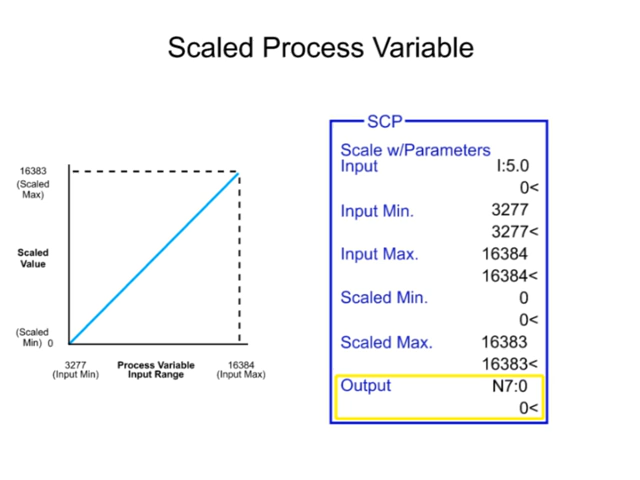 Scaled Process Variable
16383
(Scaled
Max)
Scaled
Value
(Scaled
Min) 0
3277
(Input Min)
Process Variable
Input Range
16384
(Input Max)
SCP
Scale w/Parameters
Input I:5.0
0<
Input Min. 3277
3277<
Input Max. 16384
16384<
Scaled Min. 0
0<
Scaled Max. 16383
16383<
Output N7:0
0<